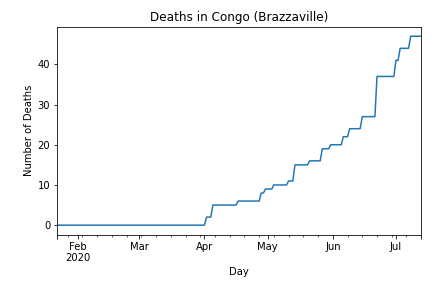 Deaths in Congo (Brazzaville)
Number of Deaths
40
30
20
10
0
Feb
2020
Mar
Apr
May
Jun
Jul
Day